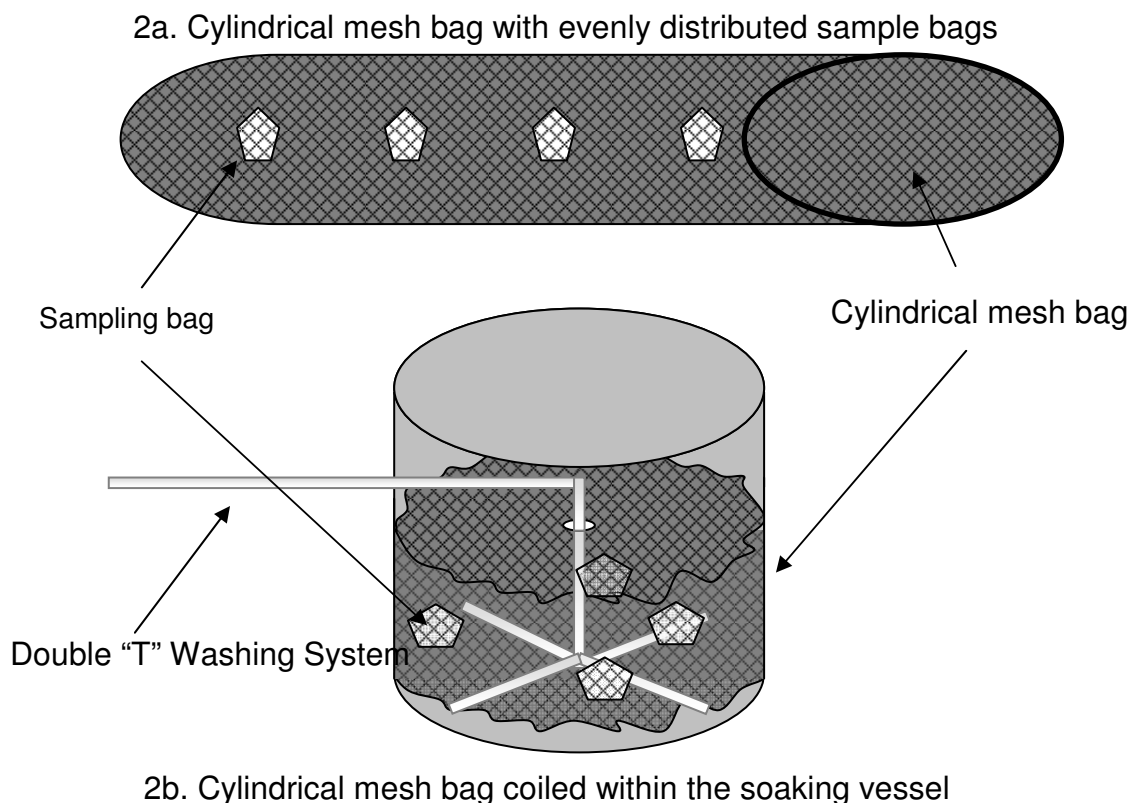 2a. Cylindrical mesh bag with evenly distributed sample bags
Sampling bag
Cylindrical mesh bag
Double “T” Washing System
2b. Cylindrical mesh bag coiled within the soaking vessel